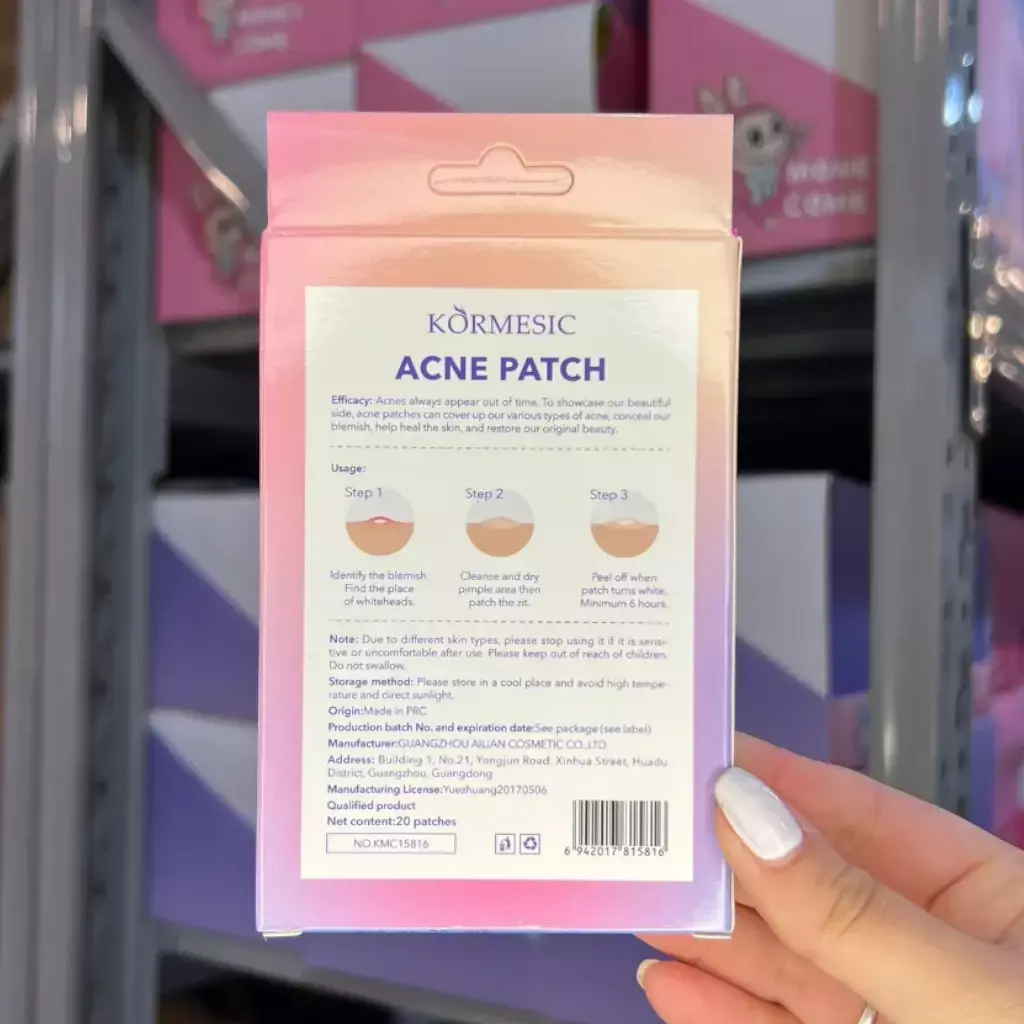 HOME
COME
KORMESIC
ACNE PATCH
Efficacy: Acnes always appear out of time. To showcase our beautiful
side, acne patches can cover up our various types of acne, conceal our
blemish, help heal the skin, and restore our original beauty.
Usage:
Step 1
Step 2
Step 3
Identify the blemish.
Find the place
of whiteheads.
Cleanse and dry
pimple area then
patch the zit.
Peel off when
patch turns white.
Minimum 6 hours.
Note: Due to different skin types, please stop using it if it is sensi-
tive or uncomfortable after use. Please keep out of reach of children.
Do not swallow.
Storage method: Please store in a cool place and avoid high tempe-
rature and direct sunlight.
Origin:Made in PRC
Production batch No. and expiration date:See package (see label)
Manufacturer:GUANGZHOU AILIAN COSMETIC CO.,LTD.
Address: Building 1, No.21, Yongjun Road, Xinhua Street, Huadu
District, Guangzhou, Guangdong
Manufacturing License:Yuezhuang20170506
Qualified product
Net content:20 patches
NO.KMC15816
6 942017 815816